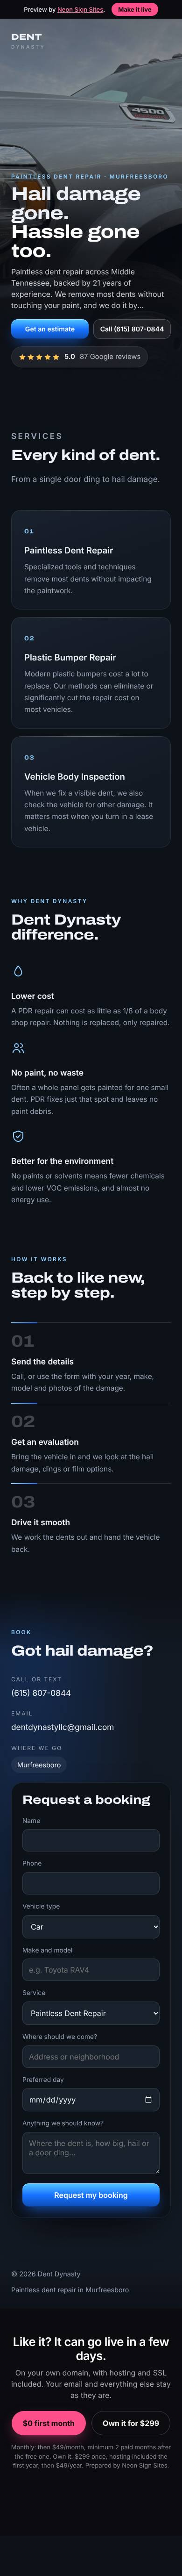 Preview by Neon Sign Sites. Make it live
DENT
DYNASTY
4500
PAINTLESS DENT REPAIR · MURFREESBORO
Hail damage
gone.
Hassle gone
too.
Paintless dent repair across Middle
Tennessee, backed by 21 years of
experience. We remove most dents without
touching your paint, and we do it by...
Get an estimate
Call (615) 807-0844
★★★★★ 5.0 87 Google reviews
SERVICES
Every kind of dent.
From a single door ding to hail damage.
01
Paintless Dent Repair
Specialized tools and techniques
remove most dents without impacting
the paintwork.
02
Plastic Bumper Repair
Modern plastic bumpers cost a lot to
replace. Our methods can eliminate or
significantly cut the repair cost on
most vehicles.
03
Vehicle Body Inspection
When we fix a visible dent, we also
check the vehicle for other damage. It
matters most when you turn in a lease
vehicle.
WHY DENT DYNASTY
Dent Dynasty
difference.
Lower cost
A PDR repair can cost as little as 1/8 of a body
shop repair. Nothing is replaced, only repaired.
No paint, no waste
Often a whole panel gets painted for one small
dent. PDR fixes just that spot and leaves no
paint debris.
Better for the environment
No paints or solvents means fewer chemicals
and lower VOC emissions, and almost no
energy use.
HOW IT WORKS
Back to like new,
step by step.
01
Send the details
Call, or use the form with your year, make,
model and photos of the damage.
02
Get an evaluation
Bring the vehicle in and we look at the hail
damage, dings or film options.
03
Drive it smooth
We work the dents out and hand the vehicle
back.
BOOK
Got hail damage?
CALL OR TEXT
(615) 807-0844
EMAIL
dentdynastyllc@gmail.com
WHERE WE GO
Murfreesboro
Request a booking
Name
Phone
Vehicle type
Car
Make and model
e.g. Toyota RAV4
Service
Paintless Dent Repair
Where should we come?
Address or neighborhood
Preferred day
mm/dd/yyyy
Anything we should know?
Where the dent is, how big, hail or
a door ding...
Request my booking
© 2026 Dent Dynasty
Paintless dent repair in Murfreesboro
Like it? It can go live in a few
days.
On your own domain, with hosting and SSL
included. Your email and everything else stay
as they are.
$0 first month
Own it for $299
Monthly: then $49/month, minimum 2 paid months after
the free one. Own it: $299 once, hosting included the
first year, then $49/year. Prepared by Neon Sign Sites.